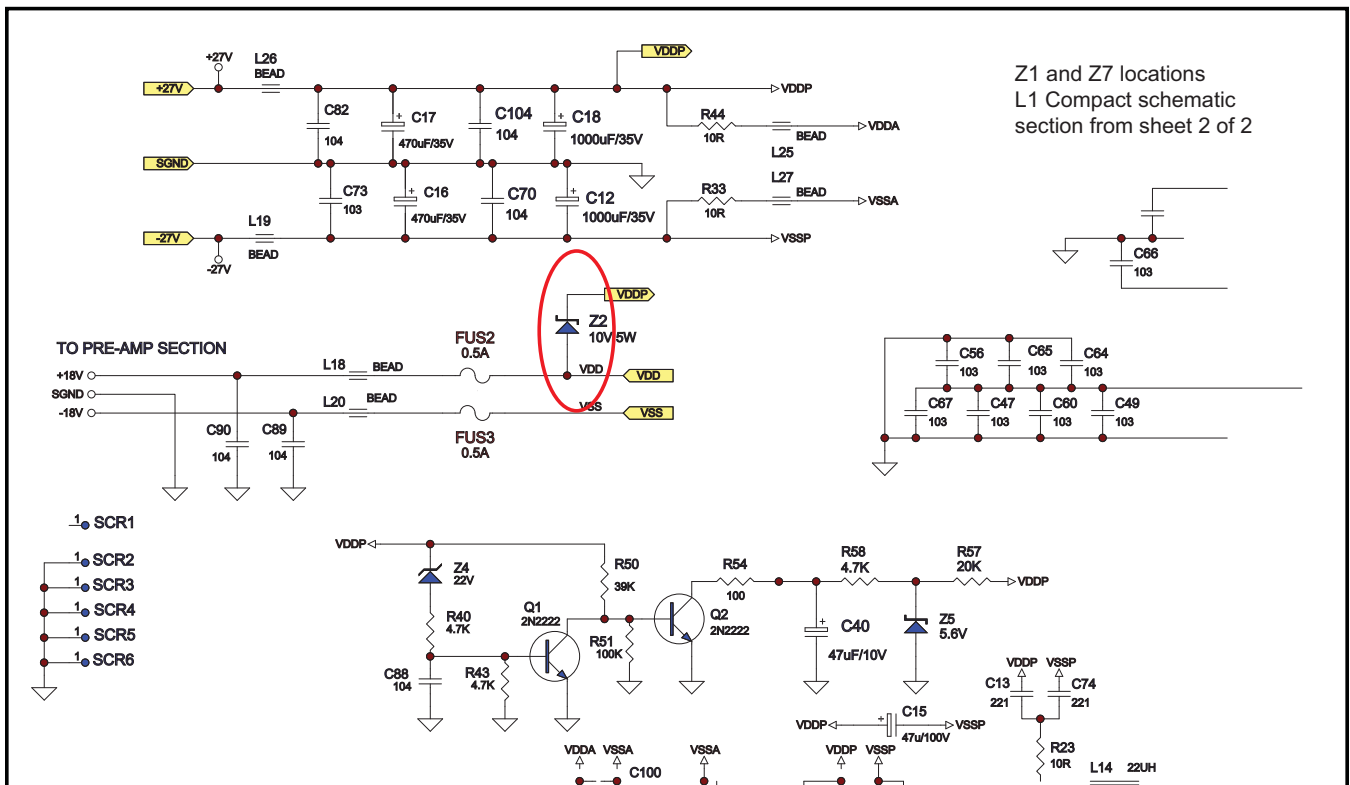 VDDP
+27V
L26
BEAD
+27V
VDDP
Z1 and Z7 locations
L1 Compact schematic
section from sheet 2 of 2
C82
104
+
C17
470uF/35V
C104
104
+
C18
1000uF/35V
R44
10R
BEAD
L25
VDDA
SGND
C73
103
+
C16
470uF/35V
C70
104
+
C12
1000uF/35V
R33
10R
L27
BEAD
VSSA
-27V
L19
BEAD
-27V
VSSP
C66
103
VDDP
Z2
10V/5W
TO PRE-AMP SECTION
+18V
SGND
-18V
L18
BEAD
FUS2
0.5A
VDD
VDD
L20
BEAD
VSS
VSS
FUS3
0.5A
C90
104
C89
104
C56
103
C65
103
C64
103
C67
103
C47
103
C60
103
C49
103
1 SCR1
1 SCR2
1 SCR3
1 SCR4
1 SCR5
1 SCR6
VDDP
Z4
22V
R40
4.7K
C88
104
R43
4.7K
Q1
2N2222
R50
39K
R51
100K
Q2
2N2222
R54
100
+
C40
47uF/10V
R58
4.7K
Z5
5.6V
R57
20K
VDDP
VDDP
VSSP
C13
221
C74
221
VDDP
+
C15
47u/100V
VSSP
R23
10R
L14 22UH
VDDA
VSSA
C100
VSSA
VDDP
VSSP